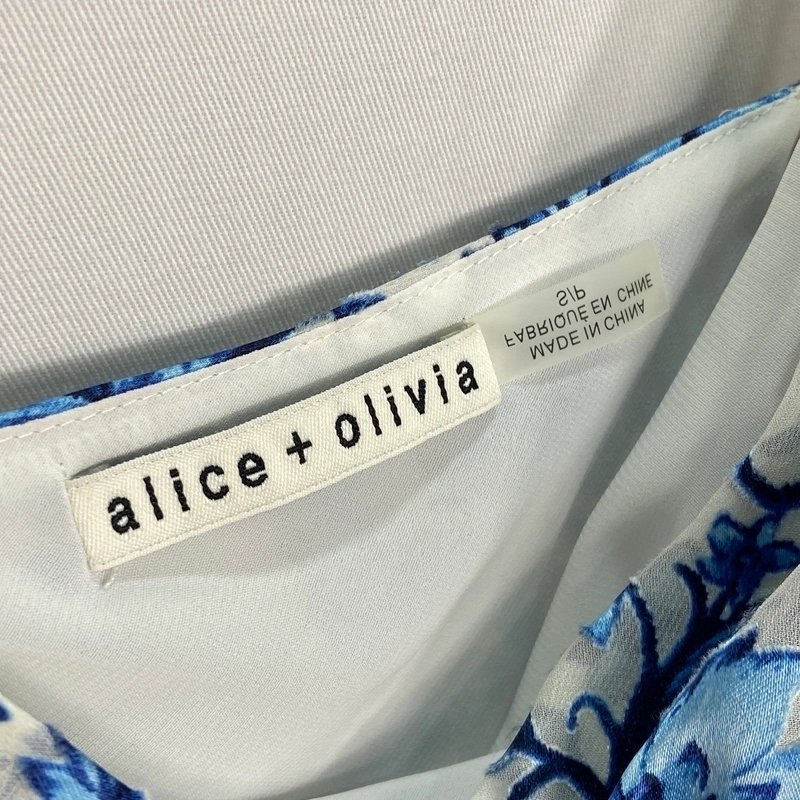 alice + olivia
S/P
FABRIQUÉ EN CHINE
MADE IN CHINA